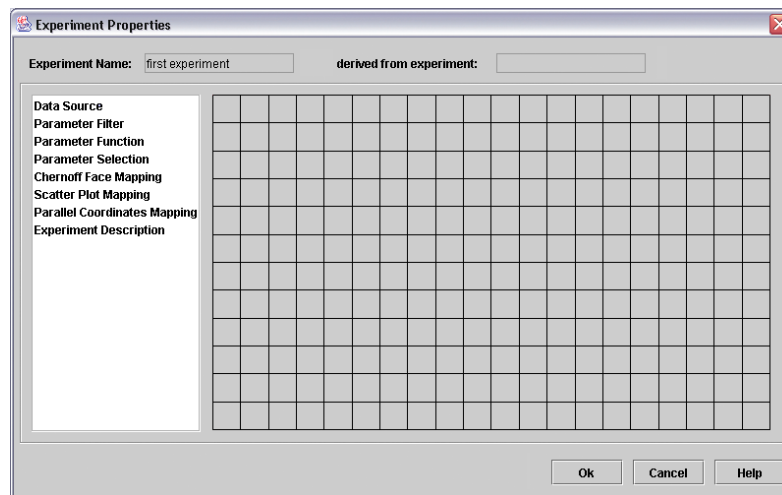 Experiment Properties
Experiment Name: first experiment derived from experiment:
Data Source
Parameter Filter
Parameter Function
Parameter Selection
Chernoff Face Mapping
Scatter Plot Mapping
Parallel Coordinates Mapping
Experiment Description
Ok Cancel Help